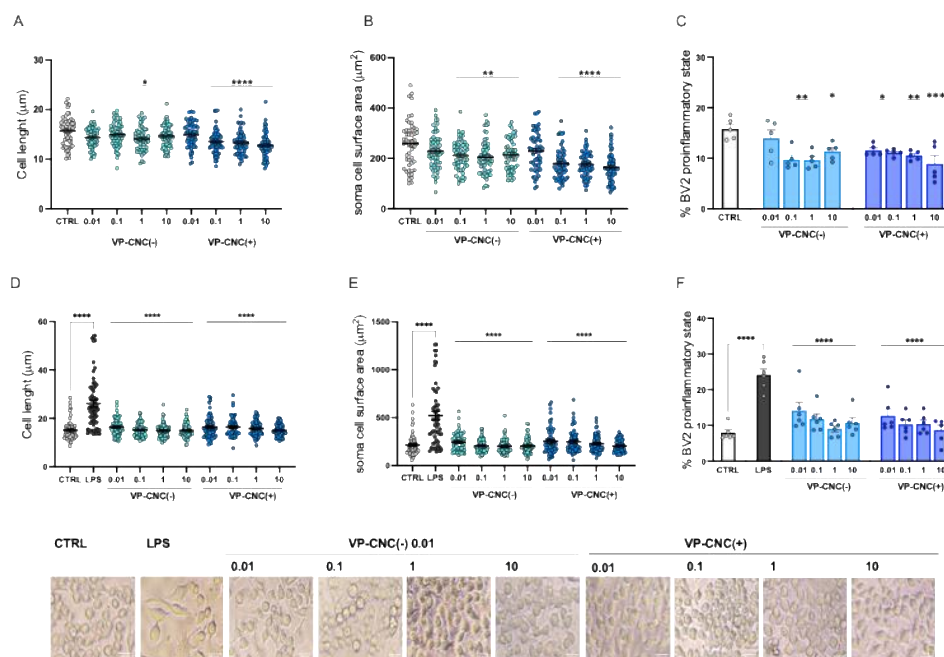 A
B
C
Cell lenght (μm)
30
20
10
0
soma cell surface area (μm²)
600
400
200
0
% BV2 proinflammatory state
30
20
10
0
* ****
** ****
** * * ** ***
CTRL 0.01 0.1 1 10 0.01 0.1 1 10
VP-CNC(-) VP-CNC(+)
CTRL 0.01 0.1 1 10 0.01 0.1 1 10
VP-CNC(-) VP-CNC(+)
CTRL 0.01 0.1 1 10 0.01 0.1 1 10
VP-CNC(-) VP-CNC(+)
D
E
F
Cell lenght (μm)
60
40
20
0
soma cell surface area (μm²)
1500
1000
500
0
% BV2 proinflammatory state
40
30
20
10
0
**** **** ****
**** **** ****
**** **** ****
CTRL LPS 0.01 0.1 1 10 0.01 0.1 1 10
VP-CNC(-) VP-CNC(+)
CTRL LPS 0.01 0.1 1 10 0.01 0.1 1 10
VP-CNC(-) VP-CNC(+)
CTRL LPS 0.01 0.1 1 10 0.01 0.1 1 10
VP-CNC(-) VP-CNC(+)
CTRL LPS VP-CNC(-) 0.01 VP-CNC(+)
0.01 0.1 1 10 0.01 0.1 1 10